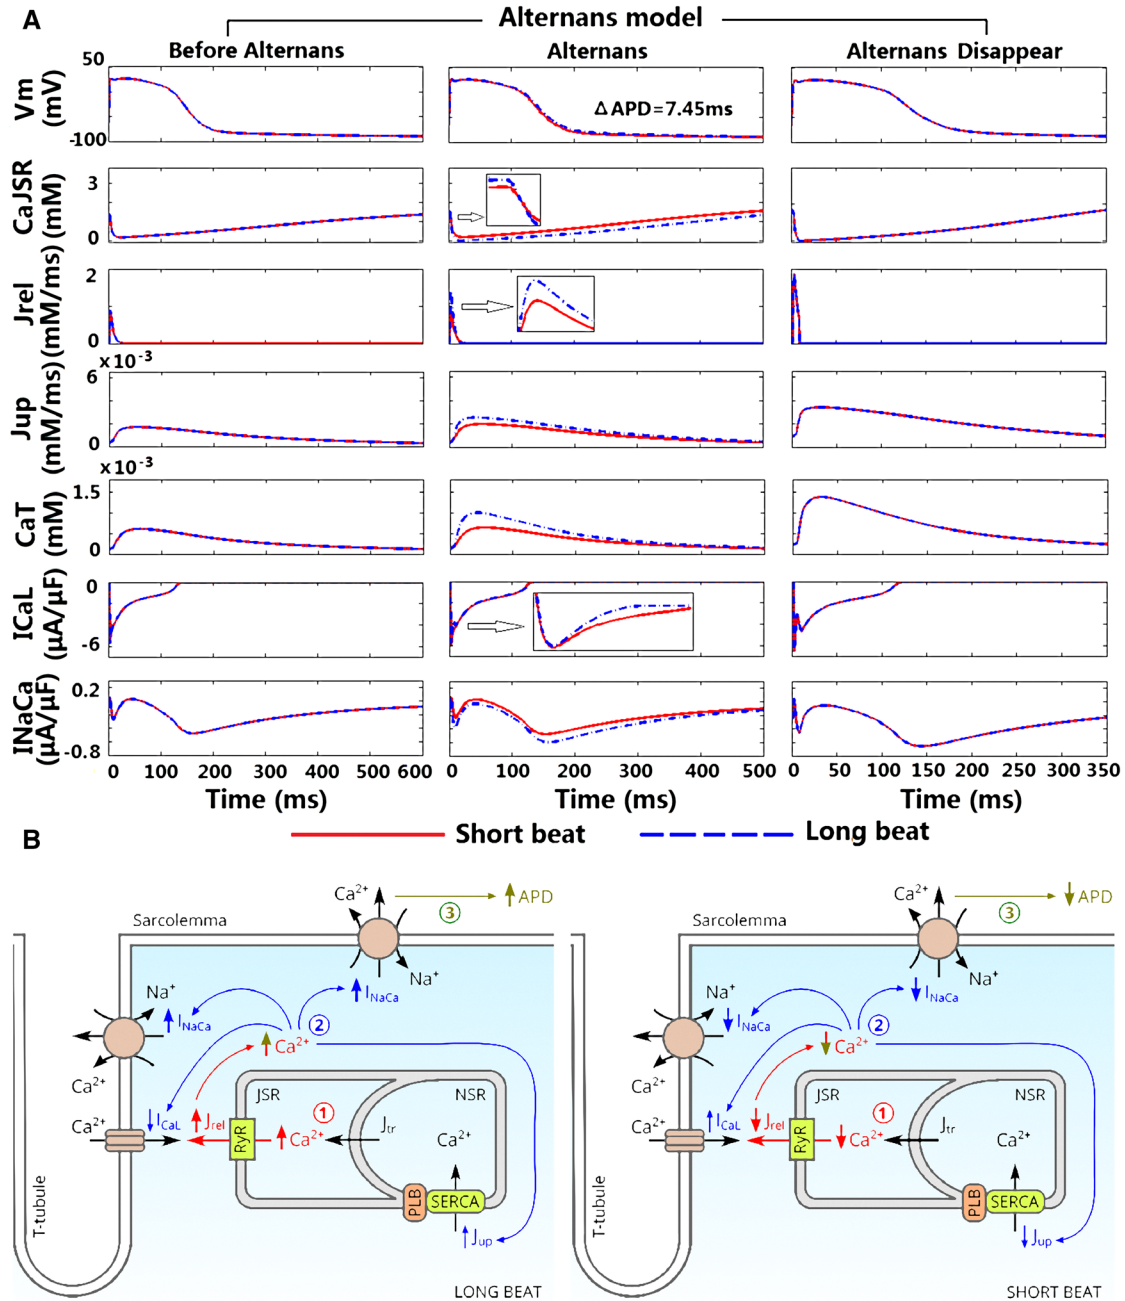 A
Alternans model
Before Alternans
Alternans
Alternans Disappear
Vm
(mV)
50
-100
Δ APD=7.45ms
CaJSR
(mM)
3
0
Jrel
(mM/ms)
2
0
Jup
(mM/ms)
×10⁻³
6
0
CaT
(mM)
×10⁻³
1.5
0
ICaL
(μA/μF)
0
-6
INaCa
(μA/μF)
0.2
-0.8
0 100 200 300 400 500 600
0 100 200 300 400 500
0 50 100 150 200 250 300 350
Time (ms)
Time (ms)
Time (ms)
Short beat
Long beat
B
Ca²⁺
APD
3
Sarcolemma
Na⁺
Na⁺
INaCa
INaCa
2
Ca²⁺
Ca²⁺
JSR
NSR
1
Ca²⁺
ICaL
Jrel
RyR
Ca²⁺
Jtr
Ca²⁺
PLB
SERCA
Jup
T-tubule
LONG BEAT
Ca²⁺
APD
3
Sarcolemma
Na⁺
Na⁺
INaCa
INaCa
2
Ca²⁺
Ca²⁺
JSR
NSR
1
Ca²⁺
ICaL
Jrel
RyR
Ca²⁺
Jtr
Ca²⁺
PLB
SERCA
Jup
T-tubule
SHORT BEAT